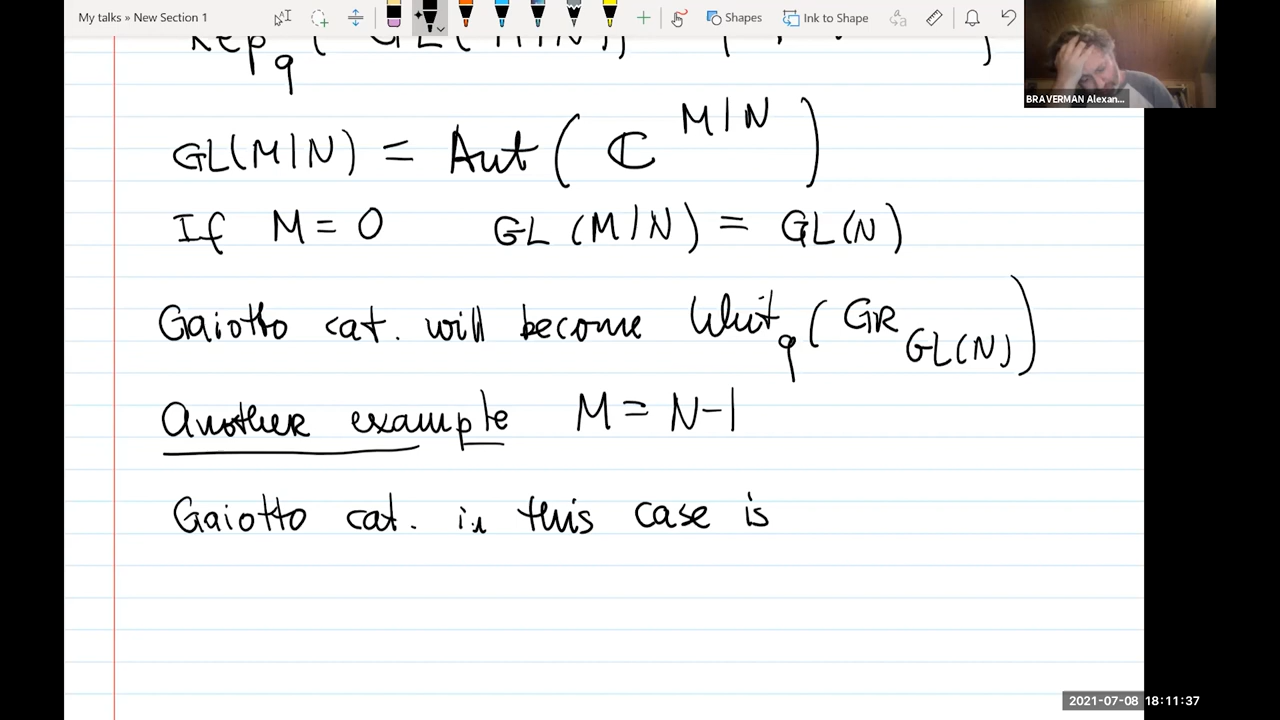 My talks » New Section 1
Shapes
Ink to Shape
Rep_q ( GL(M|N))
BRAVERMAN Alexan...
GL(M|N) = Aut ( ℂ^{M|N} )
If M = 0 GL (M|N) = GL(N)
Gaiotto cat. will become Whit_q ( GR_{GL(N)} )
Another example M = N-1
Gaiotto cat. in this case is
2021-07-08 18:11:37